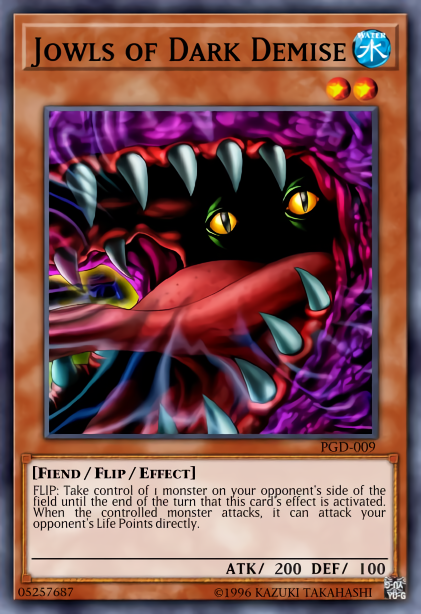 Jowls of Dark Demise
WATER
水
PGD-009
[Fiend / Flip / Effect]
FLIP: Take control of 1 monster on your opponent's side of the
field until the end of the turn that this card's effect is activated.
When the controlled monster attacks, it can attack your
opponent's Life Points directly.
ATK/ 200 DEF/ 100
05257687
©1996 KAZUKI TAKAHASHI